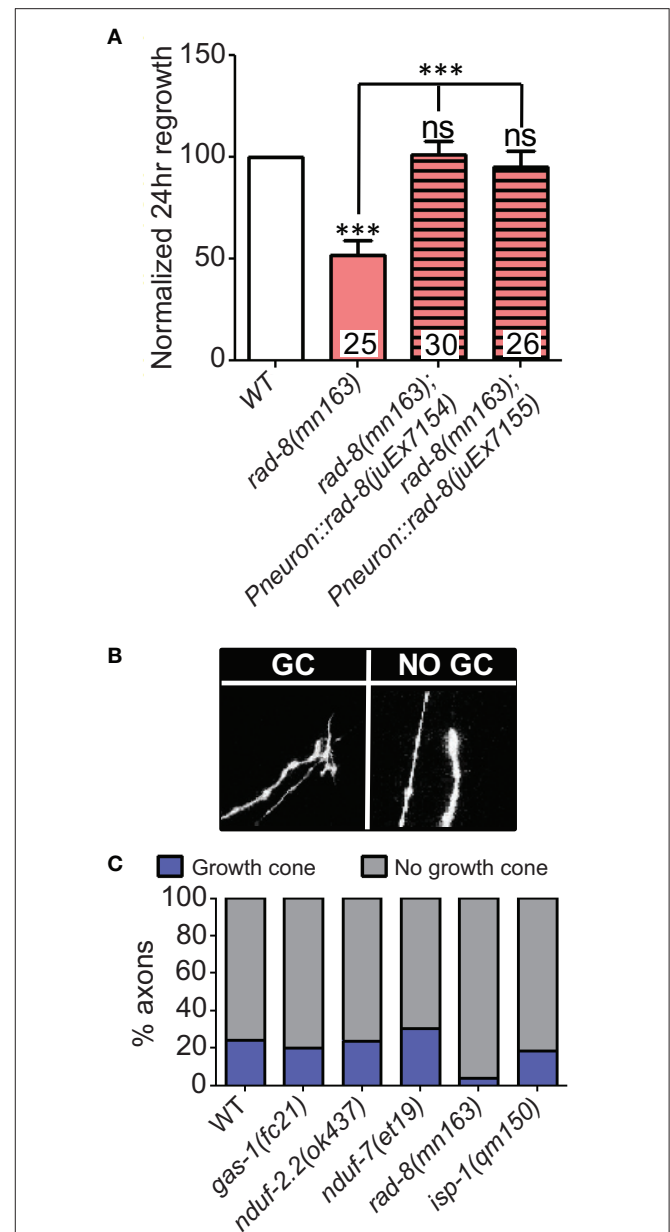 A
150
100
50
0
Normalized 24hr regrowth
***
ns
ns
***
25
30
26
WT
rad-8(mn163)
rad-8(mn163);
Pneuron::rad-8(juEx7154)
rad-8(mn163);
Pneuron::rad-8(juEx7155)
B
GC
NO GC
C
Growth cone
No growth cone
100
80
60
40
20
0
% axons
WT
gas-1(fc21)
nduf-2.2(ok437)
nduf-7(et19)
rad-8(mn163)
isp-1(qm150)